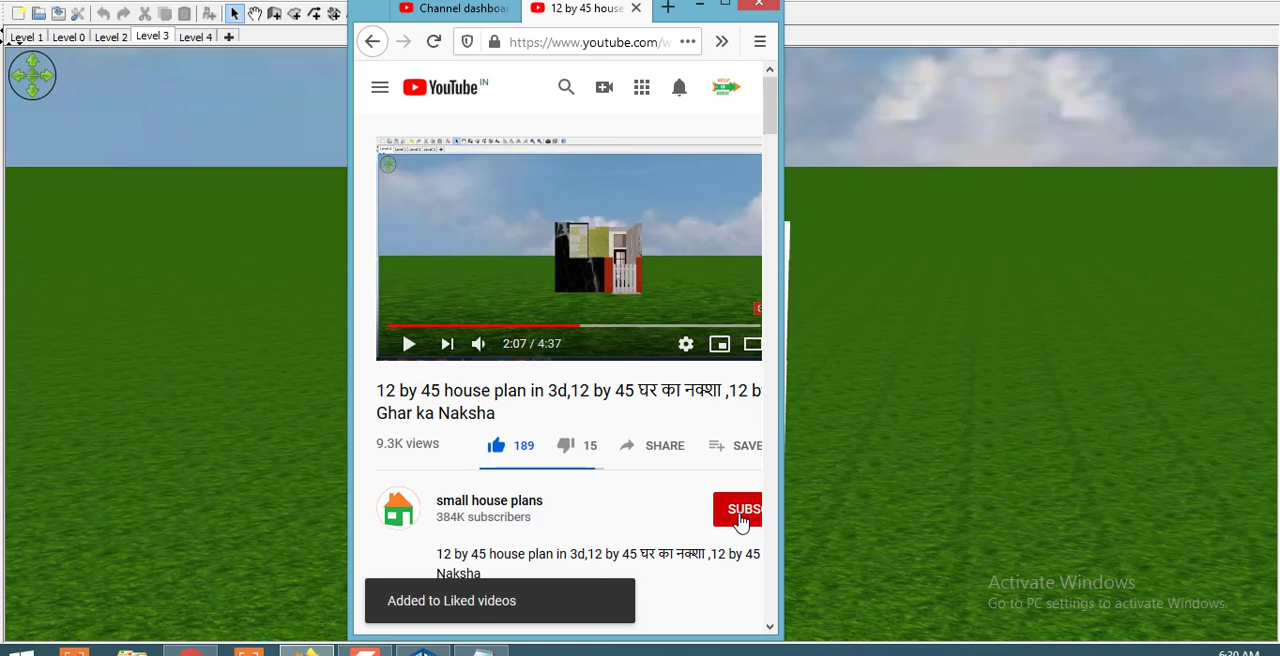 Channel dashboar
12 by 45 house
Level 1 Level 0 Level 2 Level 3 Level 4
https://www.youtube.com/w
YouTube IN
2:07 / 4:37
12 by 45 house plan in 3d,12 by 45 घर का नक्शा ,12 b
Ghar ka Naksha
9.3K views 189 15 SHARE SAVE
small house plans
384K subscribers
SUBSC
12 by 45 house plan in 3d,12 by 45 घर का नक्शा ,12 by 45
Naksha
Added to Liked videos
Activate Windows
Go to PC settings to activate Windows.
6:30 AM